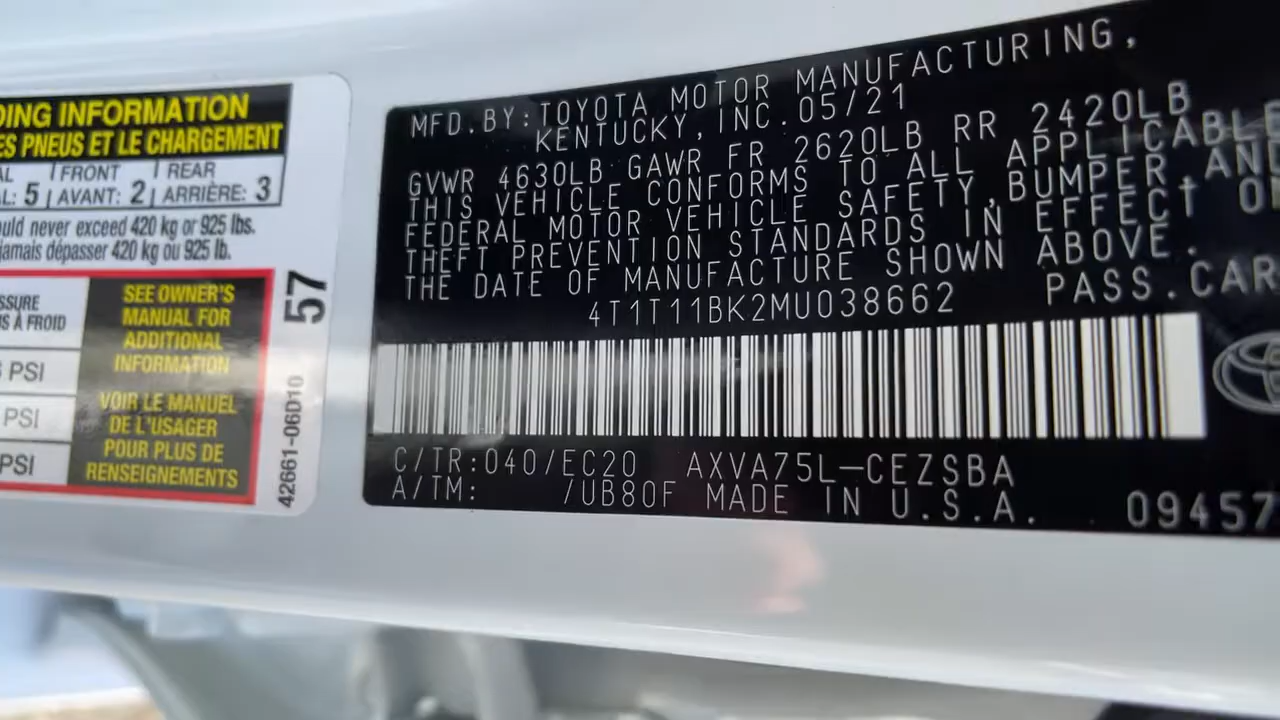 DING INFORMATION
ES PNEUS ET LE CHARGEMENT
AL | FRONT | REAR
AL: 5 | AVANT: 2 | ARRIÈRE: 3
uld never exceed 420 kg or 925 lbs.
jamais dépasser 420 kg ou 925 lb.
SSURE
S À FROID
PSI
PSI
PSI
SEE OWNER'S
MANUAL FOR
ADDITIONAL
INFORMATION
VOIR LE MANUEL
DE L'USAGER
POUR PLUS DE
RENSEIGNEMENTS
57
42661-06D10
MFD.BY:TOYOTA MOTOR MANUFACTURING,
KENTUCKY,INC.05/21
GVWR 4630LB GAWR FR 2620LB RR 2420LB
THIS VEHICLE CONFORMS TO ALL APPLICABLE
FEDERAL MOTOR VEHICLE SAFETY,BUMPER,AND
THEFT PREVENTION STANDARDS IN EFFECT O
THE DATE OF MANUFACTURE SHOWN ABOVE.
4T1T11BK2MU038662 PASS.CAR
C/TR:040/EC20 AXVA75L-CEZSBA
A/TM: /UB80F MADE IN U.S.A. 09457